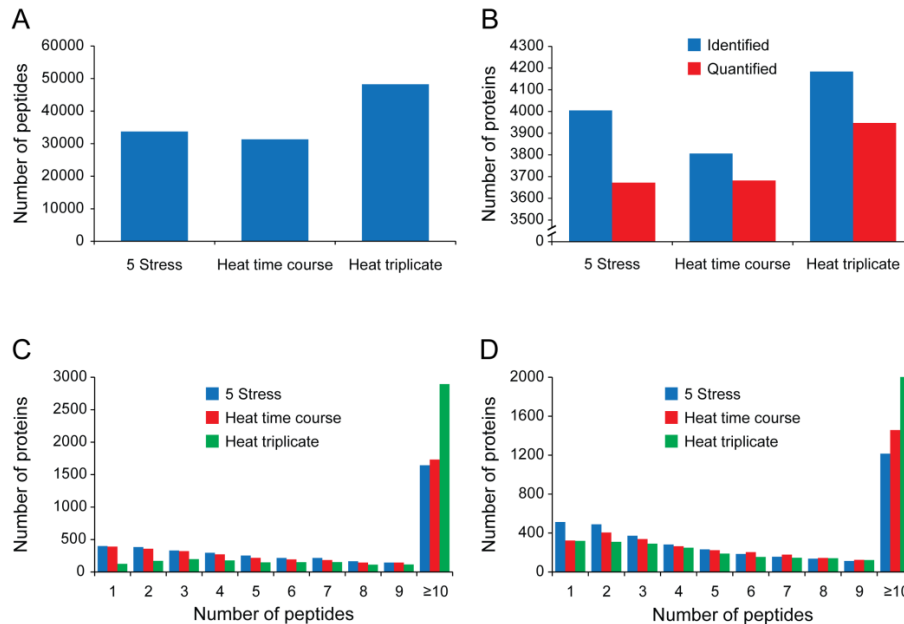 A
Number of peptides
60000
50000
40000
30000
20000
10000
0
5 Stress Heat time course Heat triplicate
B
Number of proteins
Identified
Quantified
4300
4200
4100
4000
3900
3800
3700
3600
3500
0
5 Stress Heat time course Heat triplicate
C
Number of proteins
3000
2500
2000
1500
1000
500
0
5 Stress
Heat time course
Heat triplicate
1 2 3 4 5 6 7 8 9 ≥10
Number of peptides
D
Number of proteins
2000
1600
1200
800
400
0
5 Stress
Heat time course
Heat triplicate
1 2 3 4 5 6 7 8 9 ≥10
Number of peptides